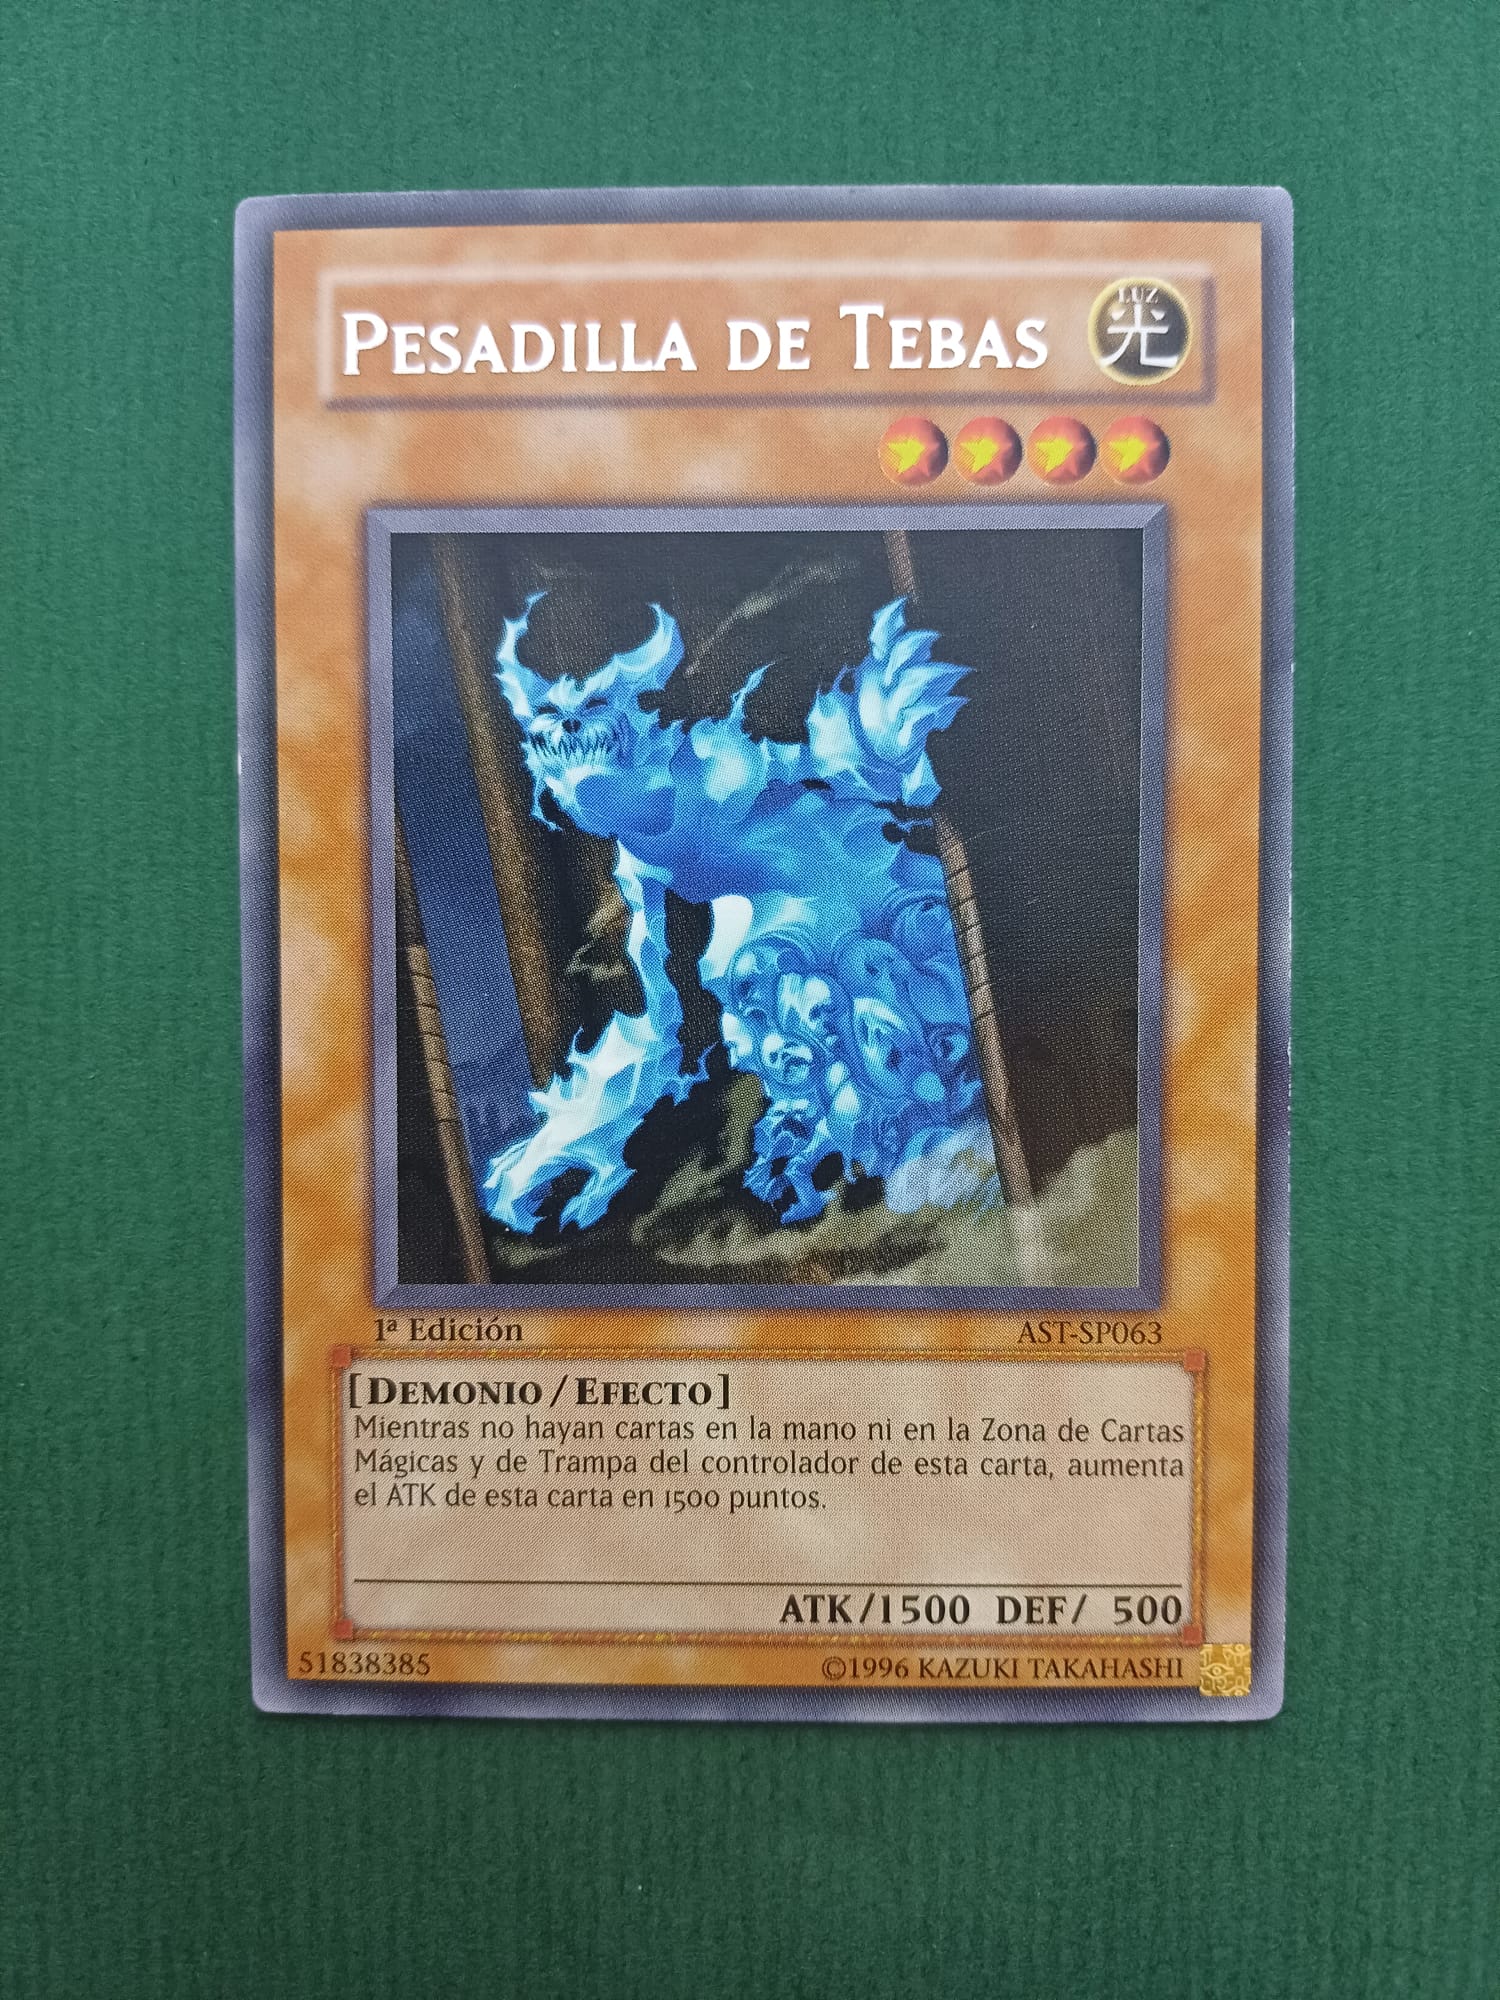 PESADILLA DE TEBAS
LUZ
光
1ª Edición
AST-SP063
[DEMONIO/EFECTO]
Mientras no hayan cartas en la mano ni en la Zona de Cartas
Mágicas y de Trampa del controlador de esta carta, aumenta
el ATK de esta carta en 1500 puntos.
ATK/1500 DEF/ 500
51838385
©1996 KAZUKI TAKAHASHI